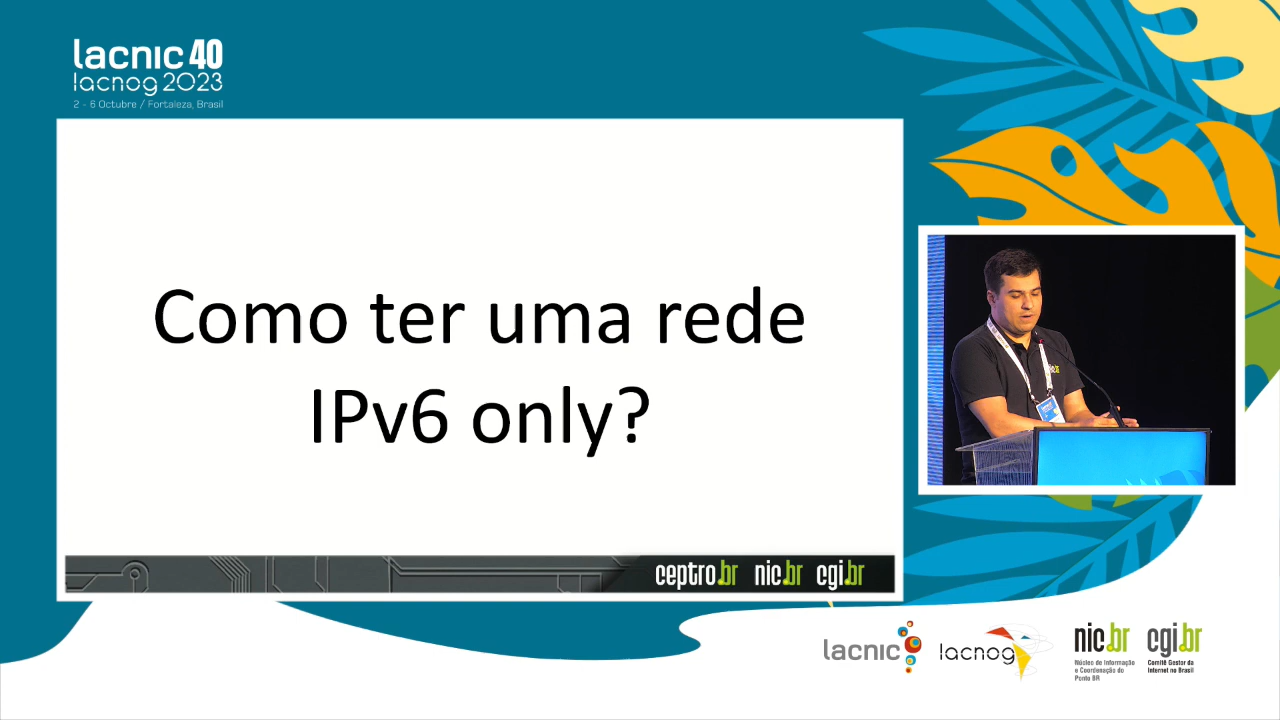 lacnic 40
lacnog 2023
2 - 6 Octubre / Fortaleza, Brasil
Como ter uma rede
IPv6 only?
ceptro.br nic.br cgi.br
lacnic
lacnog
nic.br
Núcleo de Informação
e Coordenação do
Ponto BR
cgi.br
Comitê Gestor da
Internet no Brasil